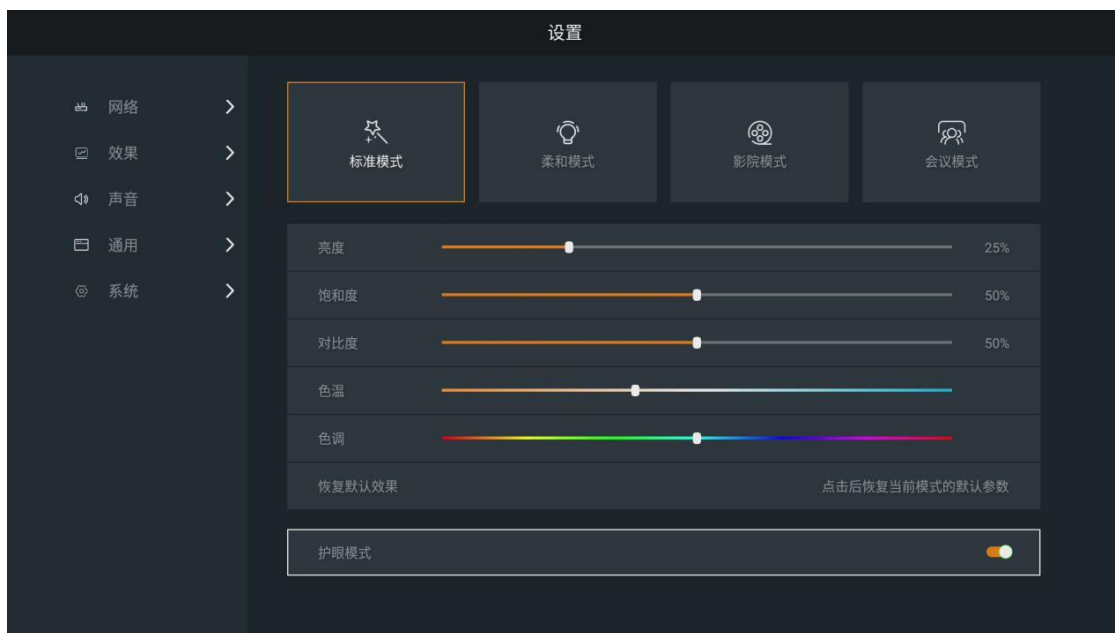 设置
网络
效果
声音
通用
系统
标准模式
柔和模式
影院模式
会议模式
亮度 25%
饱和度 50%
对比度 50%
色温
色调
恢复默认效果 点击后恢复当前模式的默认参数
护眼模式